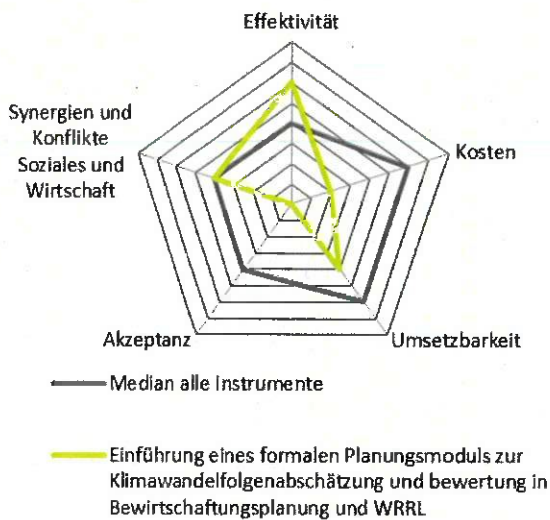 Effektivität
Synergien und
Konflikte
Soziales und
Wirtschaft
Kosten
Akzeptanz
Umsetzbarkeit
Median alle Instrumente
Einführung eines formalen Planungsmoduls zur
Klimawandelfolgenabschätzung und bewertung in
Bewirtschaftungsplanung und WRRL